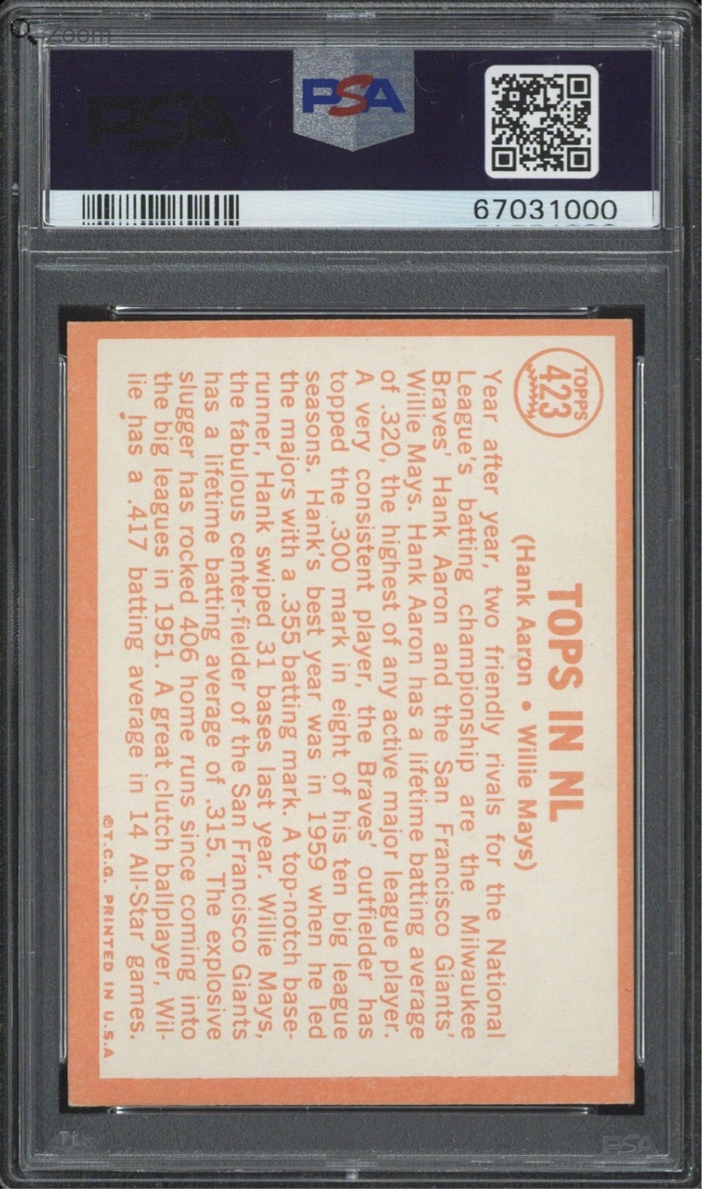 Zoom
PSA
PSA
67031000
TOPPS
423
TOPS IN NL
(Hank Aaron • Willie Mays)
Year after year, two friendly rivals for the National
League's batting championship are the Milwaukee
Braves' Hank Aaron and the San Francisco Giants'
Willie Mays. Hank Aaron has a lifetime batting average
of .320, the highest of any active major league player.
A very consistent player, the Braves' outfielder has
topped the .300 mark in eight of his ten big league
seasons. Hank's best year was in 1959 when he led
the majors with a .355 batting mark. A top-notch base-
runner, Hank swiped 31 bases last year. Willie Mays,
the fabulous center-fielder of the San Francisco Giants
has a lifetime batting average of .315. The explosive
slugger has rocked 406 home runs since coming into
the big leagues in 1951. A great clutch ballplayer, Wil-
lie has a .417 batting average in 14 All-Star games.
©T.C.G. PRINTED IN U.S.A.
PSA